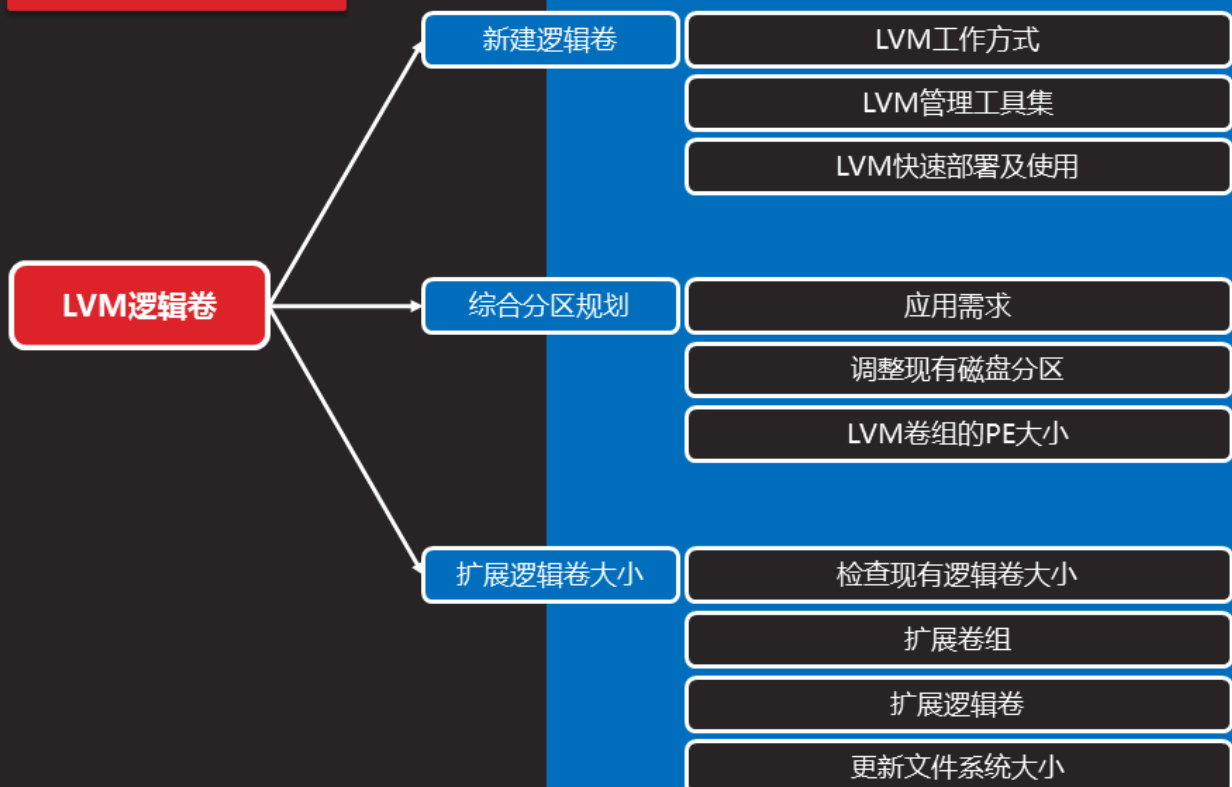 新建逻辑卷
LVM工作方式
LVM管理工具集
LVM快速部署及使用
LVM逻辑卷
综合分区规划
应用需求
调整现有磁盘分区
LVM卷组的PE大小
扩展逻辑卷大小
检查现有逻辑卷大小
扩展卷组
扩展逻辑卷
更新文件系统大小